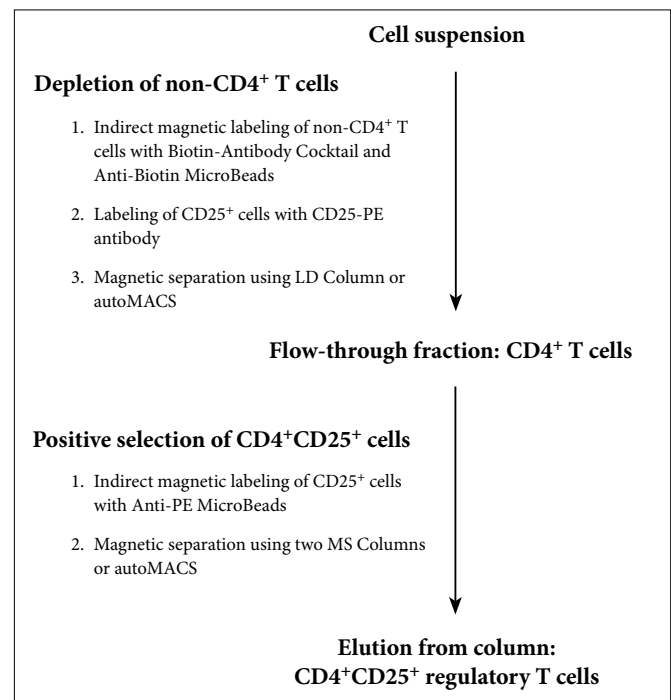 Cell suspension
Depletion of non-CD4⁺ T cells
1. Indirect magnetic labeling of non-CD4⁺ T
cells with Biotin-Antibody Cocktail and
Anti-Biotin MicroBeads
2. Labeling of CD25⁺ cells with CD25-PE
antibody
3. Magnetic separation using LD Column or
autoMACS
Flow-through fraction: CD4⁺ T cells
Positive selection of CD4⁺CD25⁺ cells
1. Indirect magnetic labeling of CD25⁺ cells
with Anti-PE MicroBeads
2. Magnetic separation using two MS Columns
or autoMACS
Elution from column:
CD4⁺CD25⁺ regulatory T cells